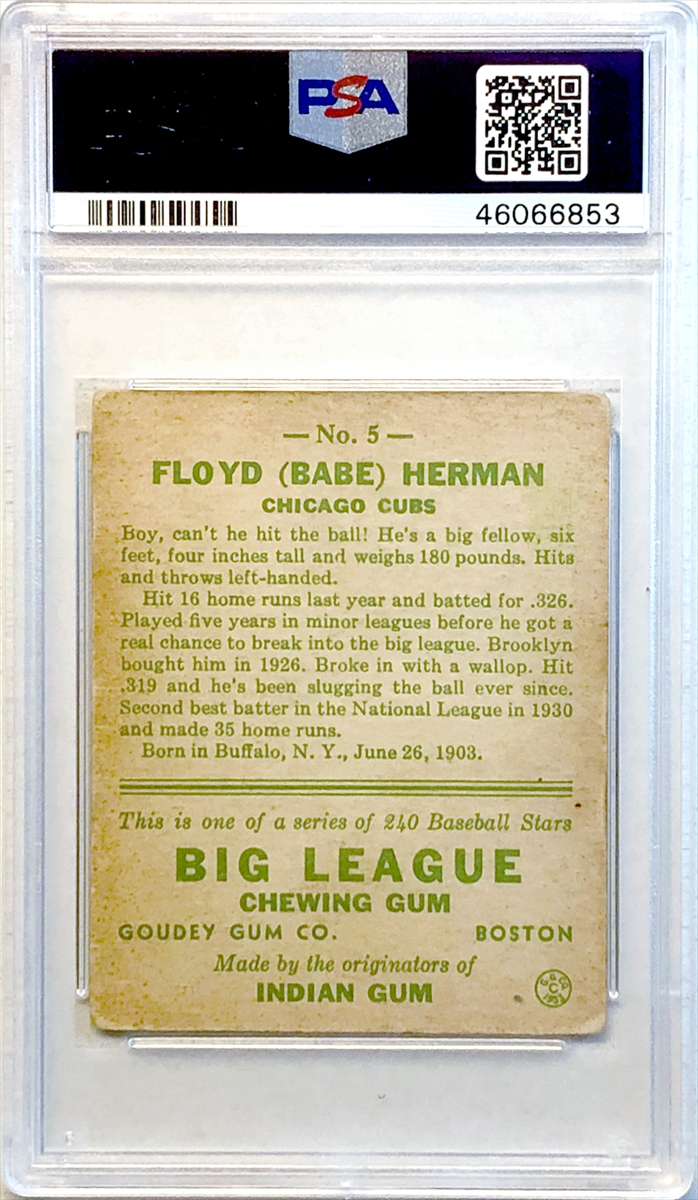 PSA
46066853
— No. 5 —
FLOYD (BABE) HERMAN
CHICAGO CUBS
Boy, can't he hit the ball! He's a big fellow, six
feet, four inches tall and weighs 180 pounds. Hits
and throws left-handed.
Hit 16 home runs last year and batted for .326.
Played five years in minor leagues before he got a
real chance to break into the big league. Brooklyn
bought him in 1926. Broke in with a wallop. Hit
.319 and he's been slugging the ball ever since.
Second best batter in the National League in 1930
and made 35 home runs.
Born in Buffalo, N. Y., June 26, 1903.
This is one of a series of 240 Baseball Stars
BIG LEAGUE
CHEWING GUM
GOUDEY GUM CO. BOSTON
Made by the originators of
INDIAN GUM